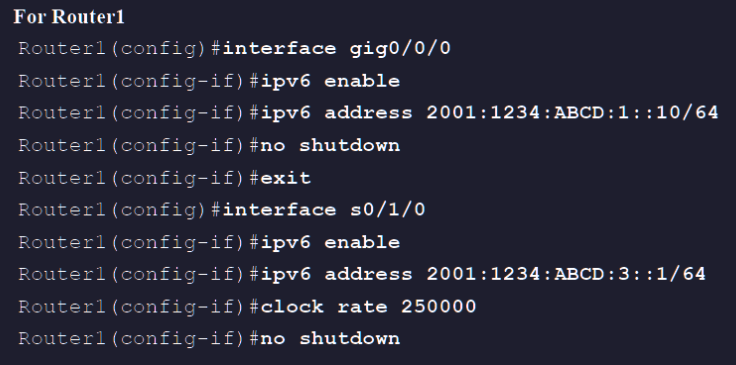 For Router1
Router1(config)#interface gig0/0/0
Router1(config-if)#ipv6 enable
Router1(config-if)#ipv6 address 2001:1234:ABCD:1::10/64
Router1(config-if)#no shutdown
Router1(config-if)#exit
Router1(config)#interface s0/1/0
Router1(config-if)#ipv6 enable
Router1(config-if)#ipv6 address 2001:1234:ABCD:3::1/64
Router1(config-if)#clock rate 250000
Router1(config-if)#no shutdown